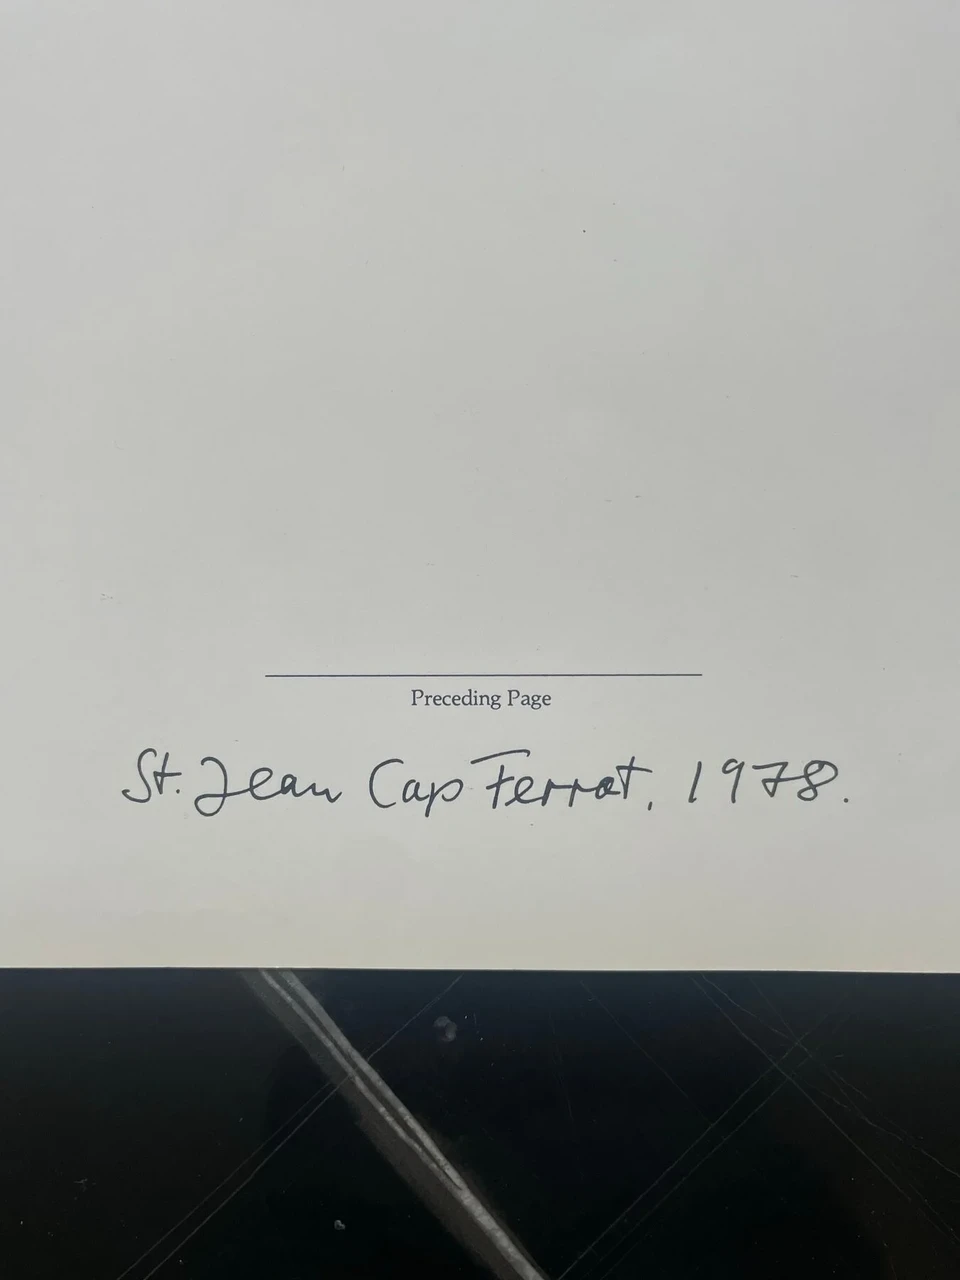 Preceding Page
St. Jean Cap Ferrat, 1978.